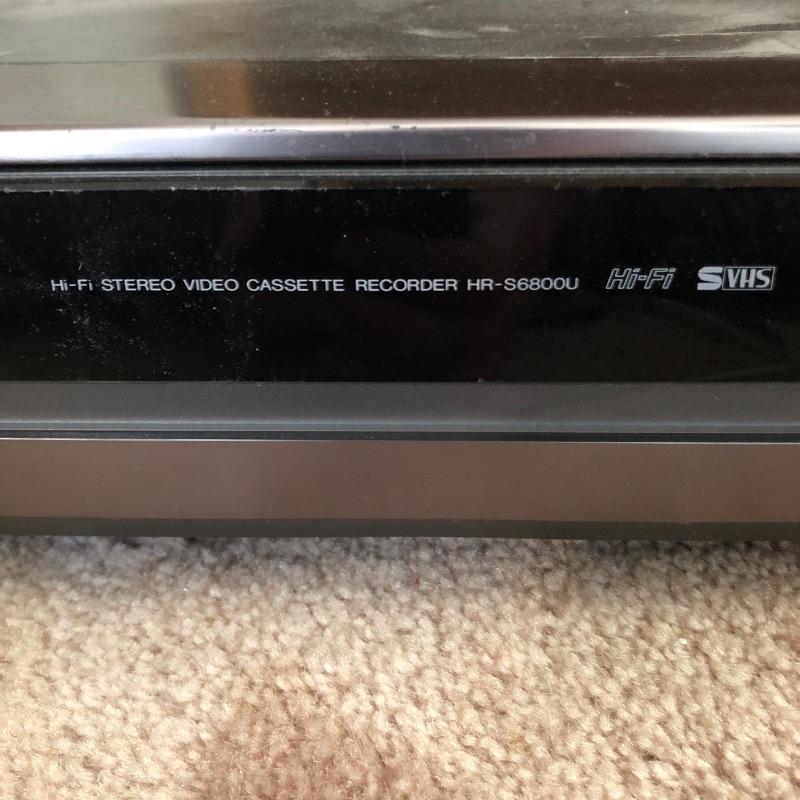 Hi-Fi STEREO VIDEO CASSETTE RECORDER HR-S6800U Hi-Fi SVHS